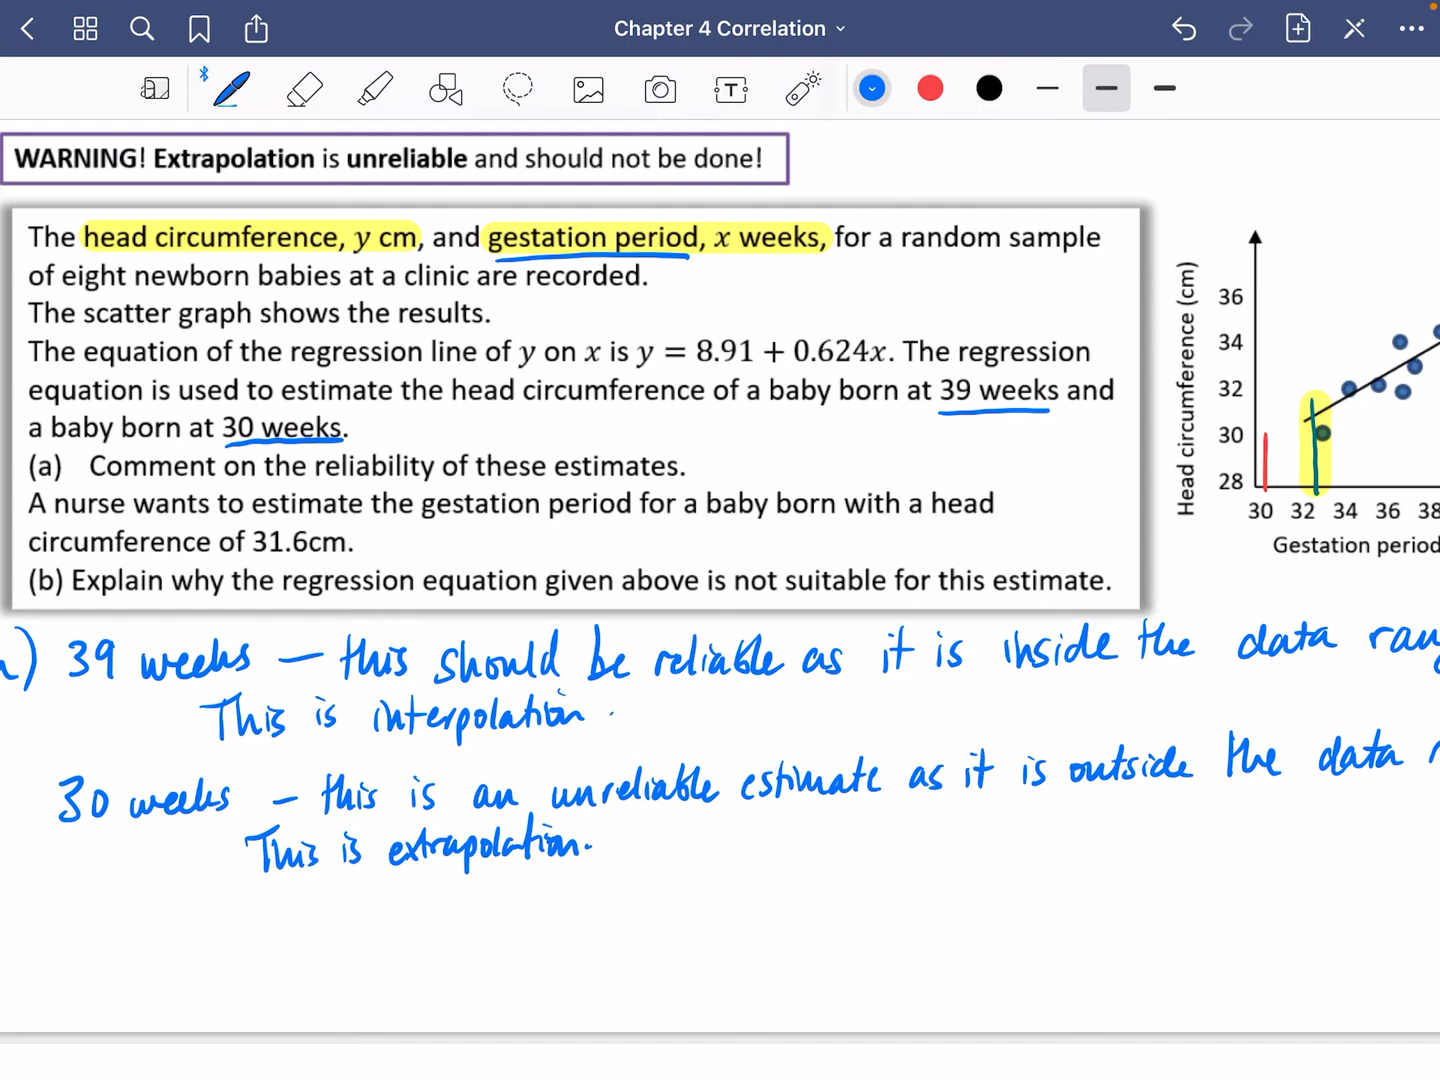 Chapter 4 Correlation
WARNING! Extrapolation is unreliable and should not be done!
The head circumference, y cm, and gestation period, x weeks, for a random sample
of eight newborn babies at a clinic are recorded.
The scatter graph shows the results.
The equation of the regression line of y on x is y = 8.91 + 0.624x. The regression
equation is used to estimate the head circumference of a baby born at 39 weeks and
a baby born at 30 weeks.
(a) Comment on the reliability of these estimates.
A nurse wants to estimate the gestation period for a baby born with a head
circumference of 31.6cm.
(b) Explain why the regression equation given above is not suitable for this estimate.
Head circumference (cm)
36
34
32
30
28
30 32 34 36 38
Gestation period
) 39 weeks – this should be reliable as it is inside the data
This is interpolation.
30 weeks – this is an unreliable estimate as it is outside the data
This is extrapolation.